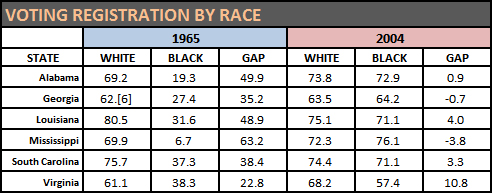 VOTING REGISTRATION BY RACE
1965 2004
STATE WHITE BLACK GAP WHITE BLACK GAP
Alabama 69.2 19.3 49.9 73.8 72.9 0.9
Georgia 62.[6] 27.4 35.2 63.5 64.2 -0.7
Louisiana 80.5 31.6 48.9 75.1 71.1 4.0
Mississippi 69.9 6.7 63.2 72.3 76.1 -3.8
South Carolina 75.7 37.3 38.4 74.4 71.1 3.3
Virginia 61.1 38.3 22.8 68.2 57.4 10.8